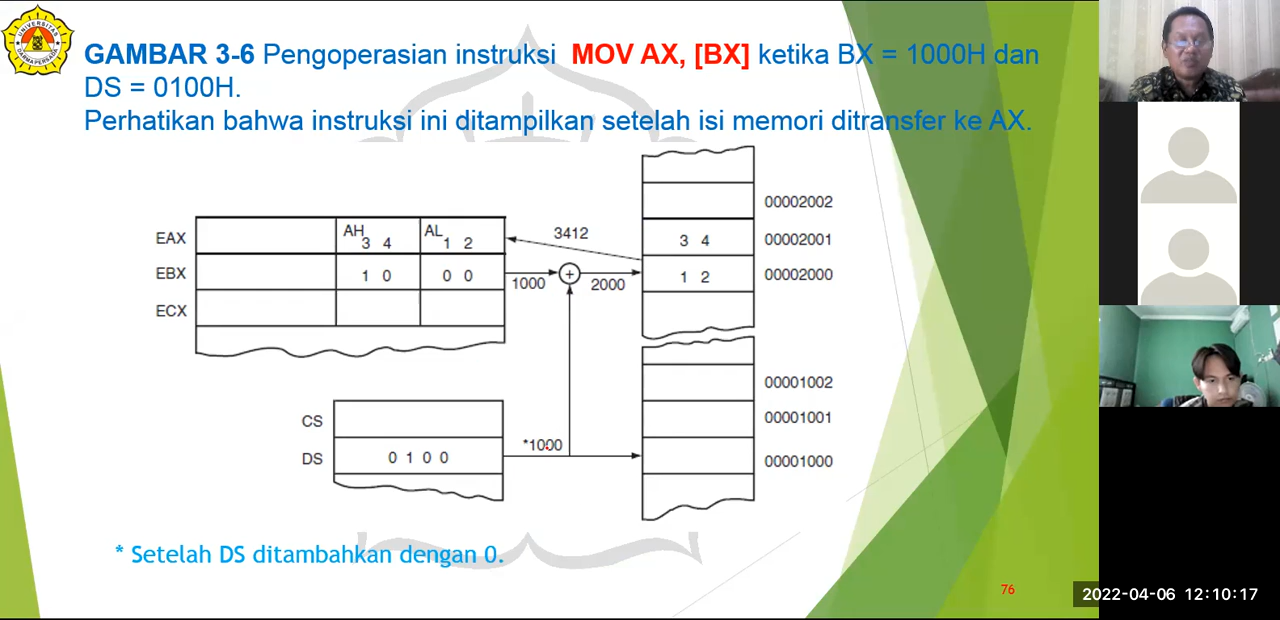 UNIVERSITAS
DARMA PERSADA
GAMBAR 3-6 Pengoperasian instruksi MOV AX, [BX] ketika BX = 1000H dan
DS = 0100H.
Perhatikan bahwa instruksi ini ditampilkan setelah isi memori ditransfer ke AX.
00002002
EAX AH 3 4 AL 1 2 3412 3 4 00002001
EBX 1 0 0 0 1000 + 2000 1 2 00002000
ECX
00001002
CS 00001001
DS 0 1 0 0 *1000 00001000
* Setelah DS ditambahkan dengan 0.
76
2022-04-06 12:10:17